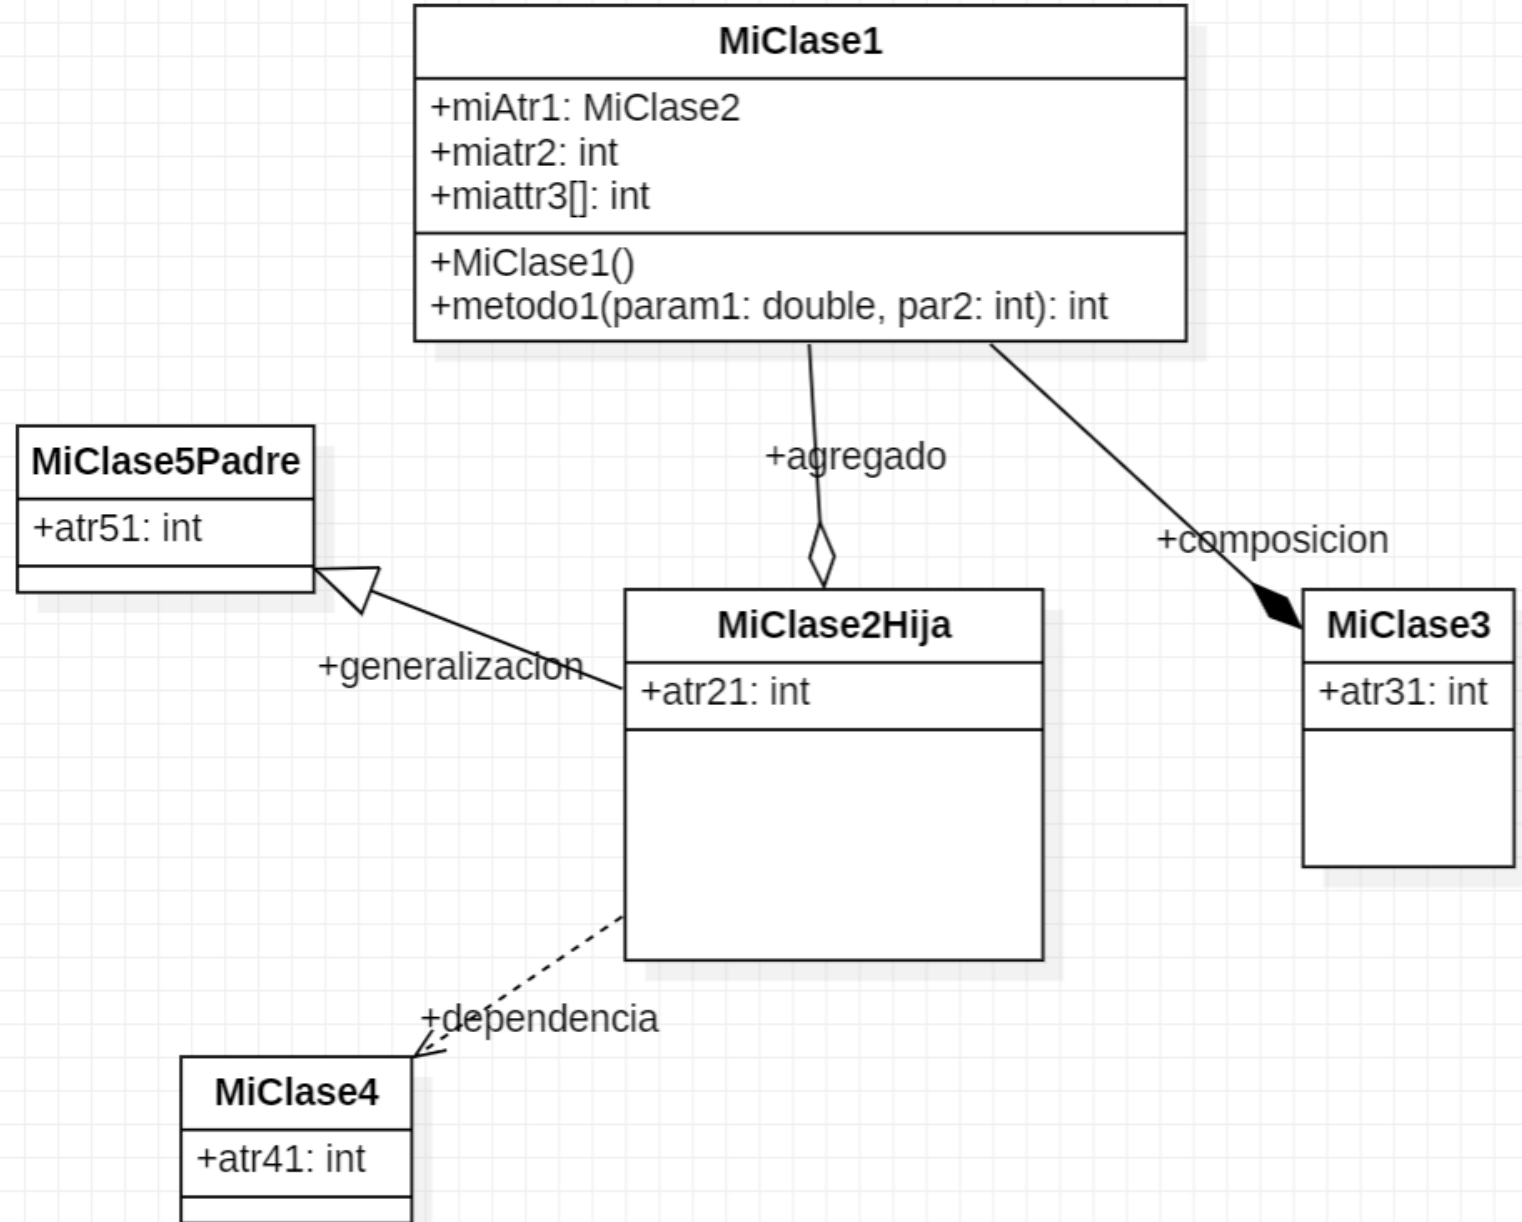 MiClase1
+miAtr1: MiClase2
+miatr2: int
+miattr3[]: int
+MiClase1()
+metodo1(param1: double, par2: int): int
+agregado
+composicion
MiClase5Padre
+atr51: int
+generalizacion
MiClase2Hija
+atr21: int
MiClase3
+atr31: int
+dependencia
MiClase4
+atr41: int